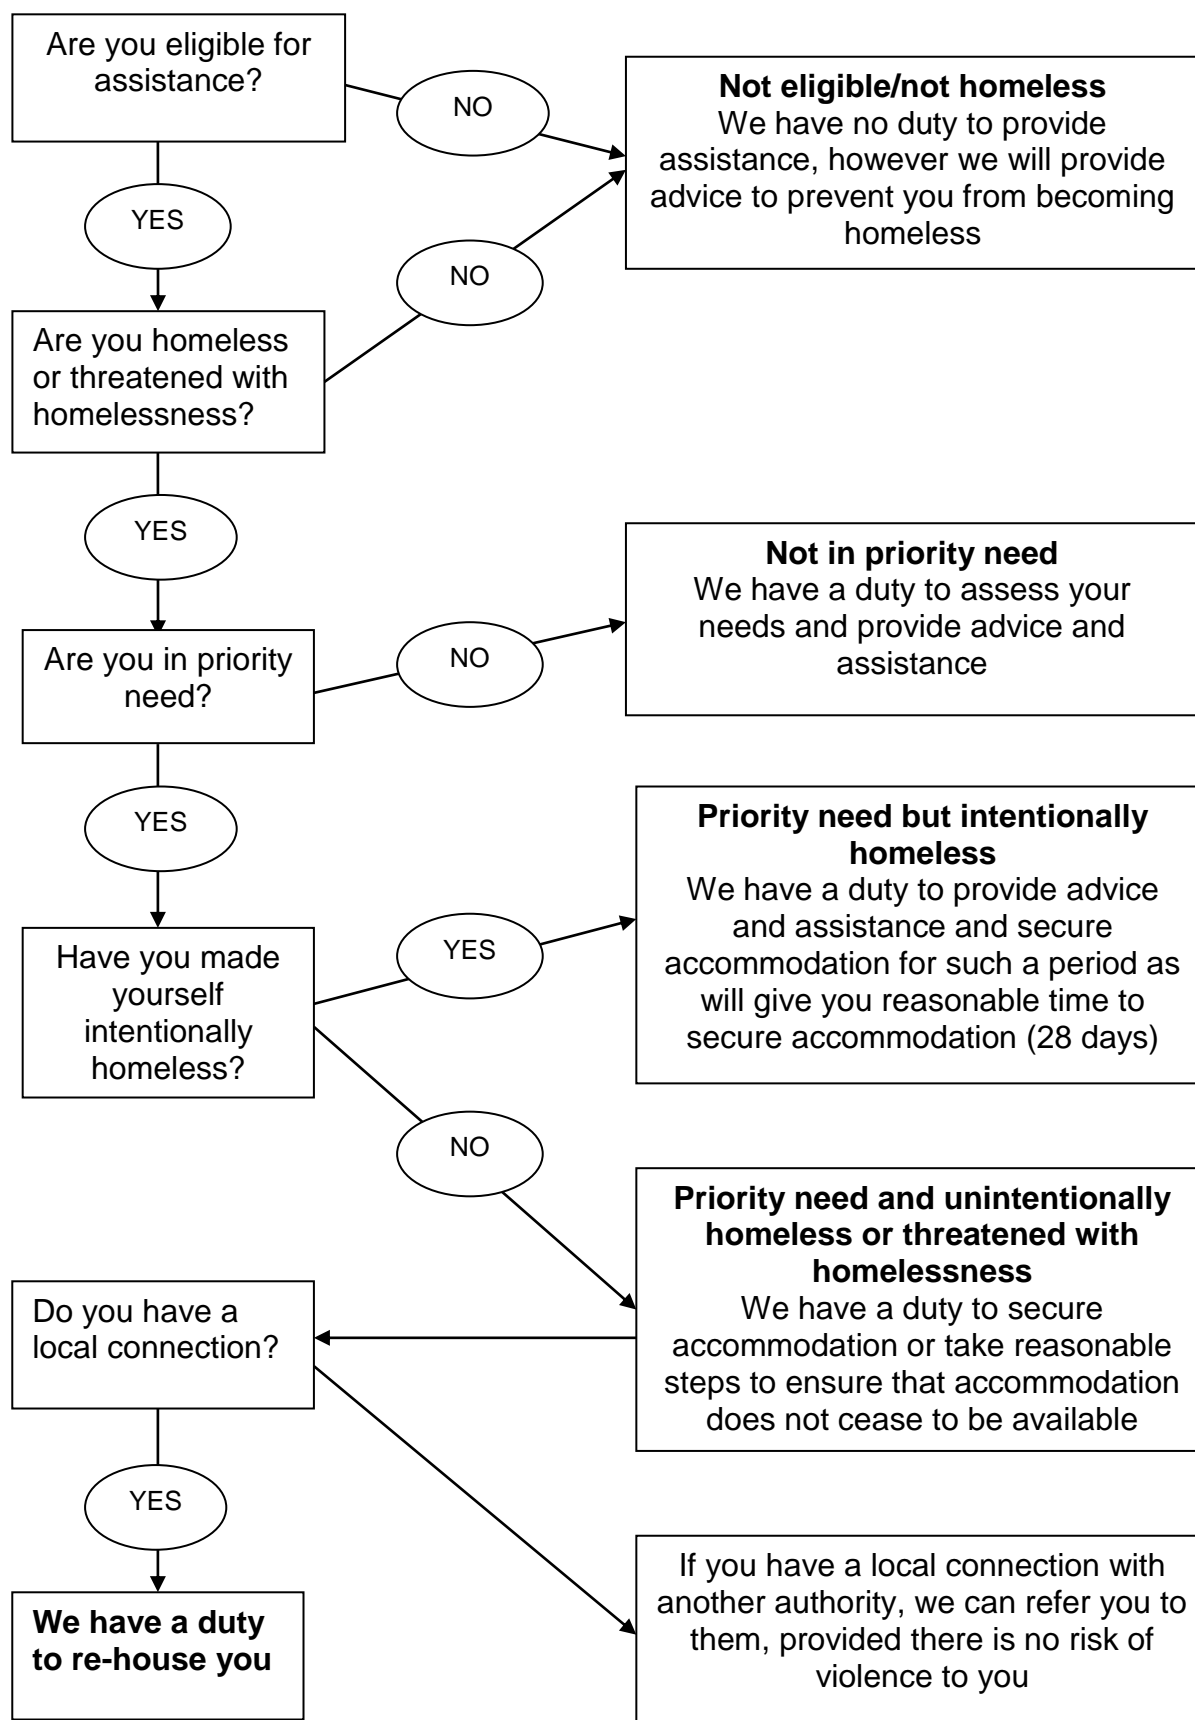 Are you eligible for
assistance?
NO
Not eligible/not homeless
We have no duty to provide
assistance, however we will provide
advice to prevent you from becoming
homeless
YES
NO
Are you homeless
or threatened with
homelessness?
YES
Not in priority need
We have a duty to assess your
needs and provide advice and
assistance
NO
Are you in priority
need?
YES
Priority need but intentionally
homeless
We have a duty to provide advice
and assistance and secure
accommodation for such a period as
will give you reasonable time to
secure accommodation (28 days)
YES
Have you made
yourself
intentionally
homeless?
NO
Priority need and unintentionally
homeless or threatened with
homelessness
We have a duty to secure
accommodation or take reasonable
steps to ensure that accommodation
does not cease to be available
Do you have a
local connection?
YES
If you have a local connection with
another authority, we can refer you to
them, provided there is no risk of
violence to you
We have a duty
to re-house you